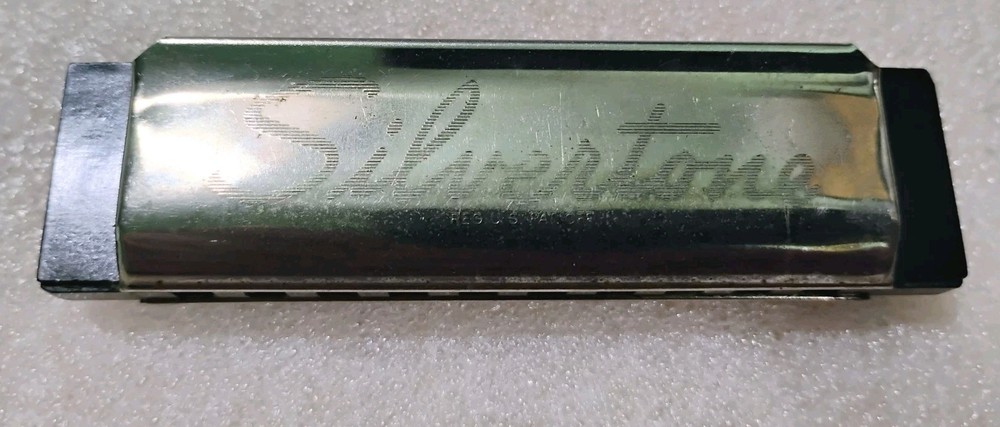 Silvertone
REG U S PAT OFF